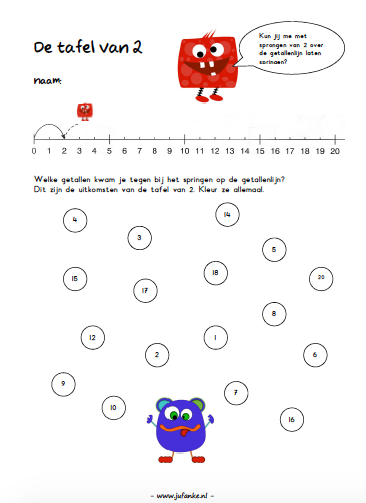 De tafel van 2
Kun jij me met
sprongen van 2 over
de getallenlijn laten
springen?
naam:
0 1 2 3 4 5 6 7 8 9 10 11 12 13 14 15 16 17 18 19 20
Welke getallen kwam je tegen bij het springen op de getallenlijn?
Dit zijn de uitkomsten van de tafel van 2. Kleur ze allemaal.
4
14
3
5
15
18
20
17
8
12
1
2
6
9
7
10
16
- www.jufanke.nl -